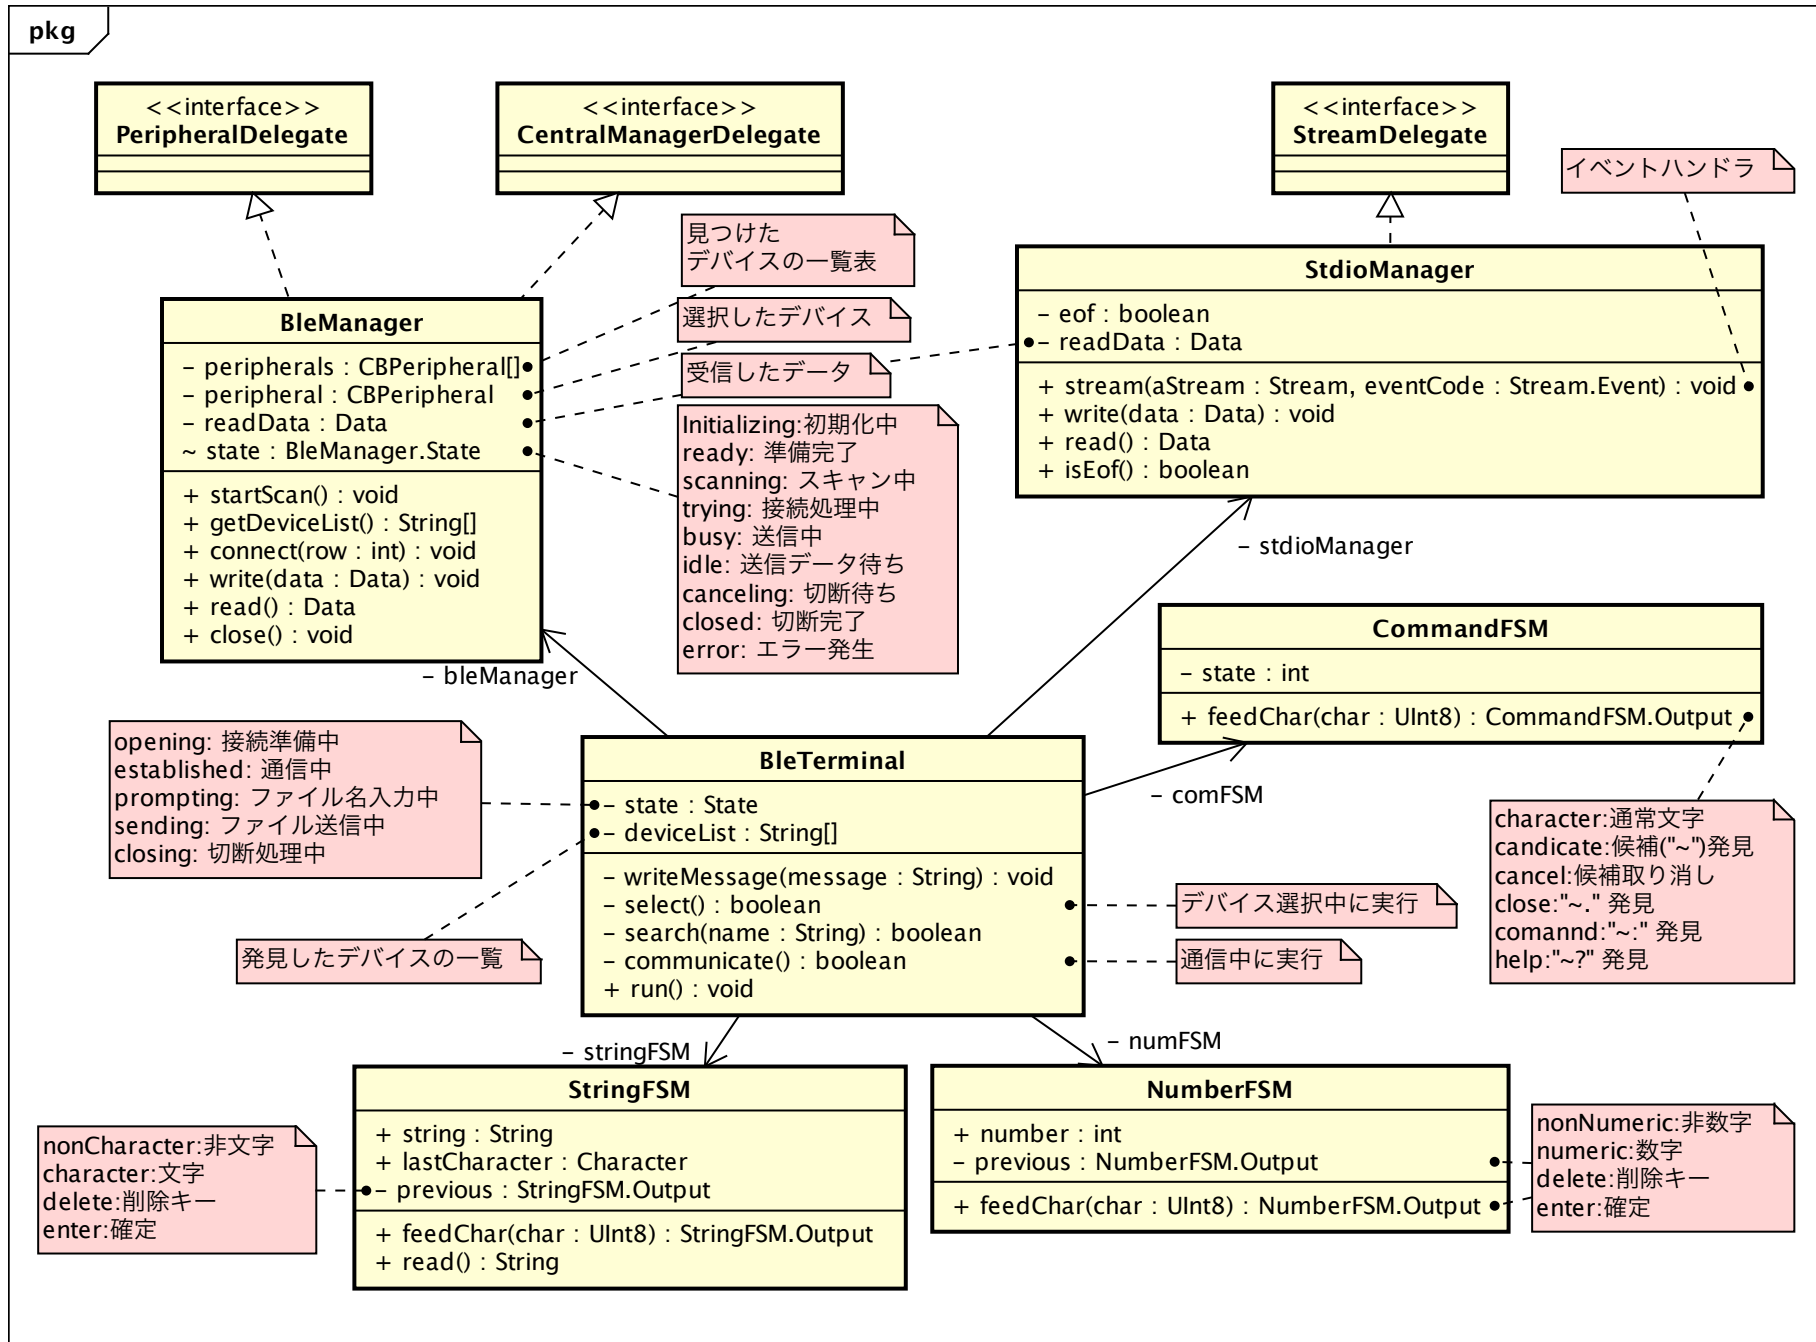 pkg
<<interface>>
PeripheralDelegate
<<interface>>
CentralManagerDelegate
<<interface>>
StreamDelegate
イベントハンドラ
見つけた
デバイスの一覧表
選択したデバイス
受信したデータ
BleManager
- peripherals : CBPeripheral[]
- peripheral : CBPeripheral
- readData : Data
~ state : BleManager.State
+ startScan() : void
+ getDeviceList() : String[]
+ connect(row : int) : void
+ write(data : Data) : void
+ read() : Data
+ close() : void
Initializing:初期化中
ready: 準備完了
scanning: スキャン中
trying: 接続処理中
busy: 送信中
idle: 送信データ待ち
canceling: 切断待ち
closed: 切断完了
error: エラー発生
StdioManager
- eof : boolean
- readData : Data
+ stream(aStream : Stream, eventCode : Stream.Event) : void
+ write(data : Data) : void
+ read() : Data
+ isEof() : boolean
- stdioManager
- bleManager
CommandFSM
- state : int
+ feedChar(char : UInt8) : CommandFSM.Output
- comFSM
opening: 接続準備中
established: 通信中
prompting: ファイル名入力中
sending: ファイル送信中
closing: 切断処理中
BleTerminal
- state : State
- deviceList : String[]
- writeMessage(message : String) : void
- select() : boolean
- search(name : String) : boolean
- communicate() : boolean
+ run() : void
character:通常文字
candicate:候補("~")発見
cancel:候補取り消し
close:"~." 発見
comannd:"~:" 発見
help:"~?" 発見
デバイス選択中に実行
通信中に実行
発見したデバイスの一覧
- stringFSM
- numFSM
StringFSM
+ string : String
+ lastCharacter : Character
- previous : StringFSM.Output
+ feedChar(char : UInt8) : StringFSM.Output
+ read() : String
nonCharacter:非文字
character:文字
delete:削除キー
enter:確定
NumberFSM
+ number : int
- previous : NumberFSM.Output
+ feedChar(char : UInt8) : NumberFSM.Output
nonNumeric:非数字
numeric:数字
delete:削除キー
enter:確定